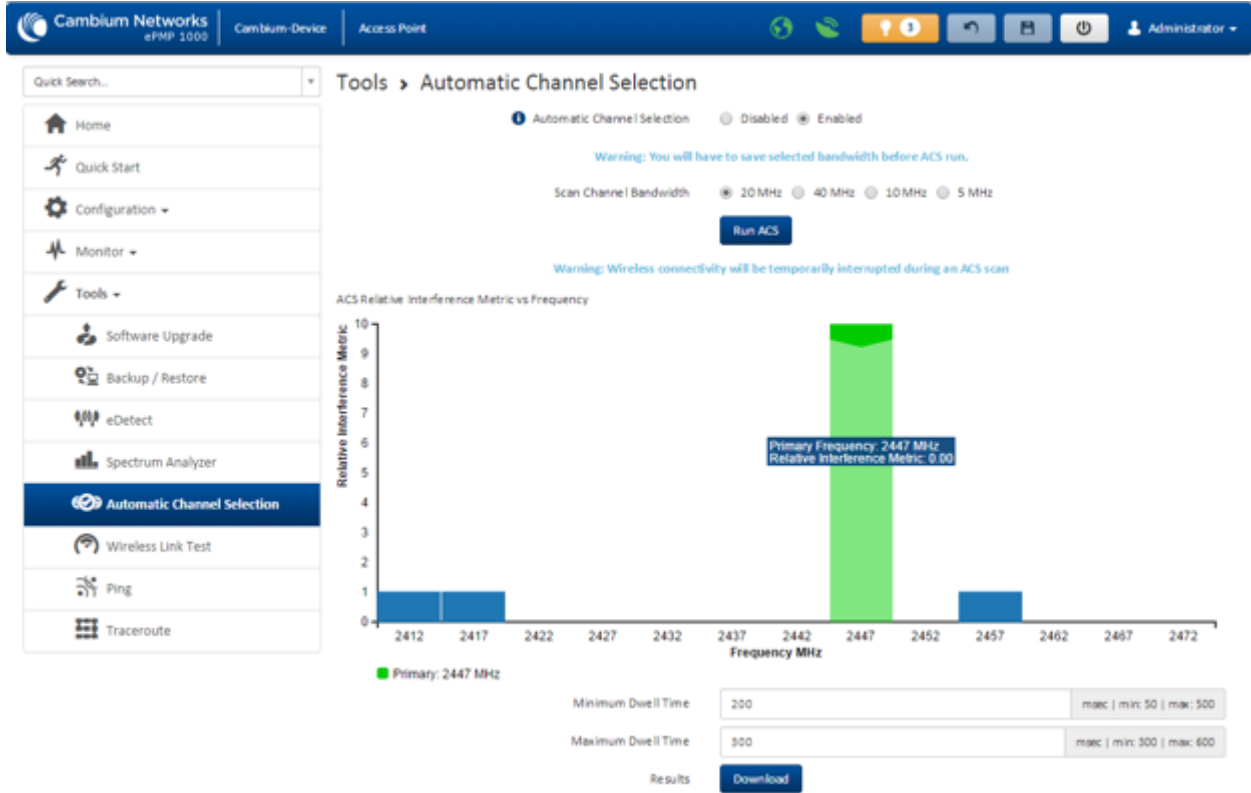 Cambium Networks
ePMP 1000
Cambium-Device
Access Point
3
Administrator
Quick Search...
Home
Quick Start
Configuration
Monitor
Tools
Software Upgrade
Backup / Restore
eDetect
Spectrum Analyzer
Automatic Channel Selection
Wireless Link Test
Ping
Traceroute
Tools > Automatic Channel Selection
Automatic Channel Selection Disabled Enabled
Warning: You will have to save selected bandwidth before ACS run.
Scan Channel Bandwidth 20 MHz 40 MHz 10 MHz 5 MHz
Run ACS
Warning: Wireless connectivity will be temporarily interrupted during an ACS scan
ACS Relative Interference Metric vs Frequency
Relative Interference Metric
10
9
8
7
6
5
4
3
2
1
0
Primary Frequency: 2447 MHz
Relative Interference Metric: 0.00
2412 2417 2422 2427 2432 2437 2442 2447 2452 2457 2462 2467 2472
Frequency MHz
Primary: 2447 MHz
Minimum Dwell Time 200 msec | min: 50 | max: 500
Maximum Dwell Time 300 msec | min: 300 | max: 600
Results Download